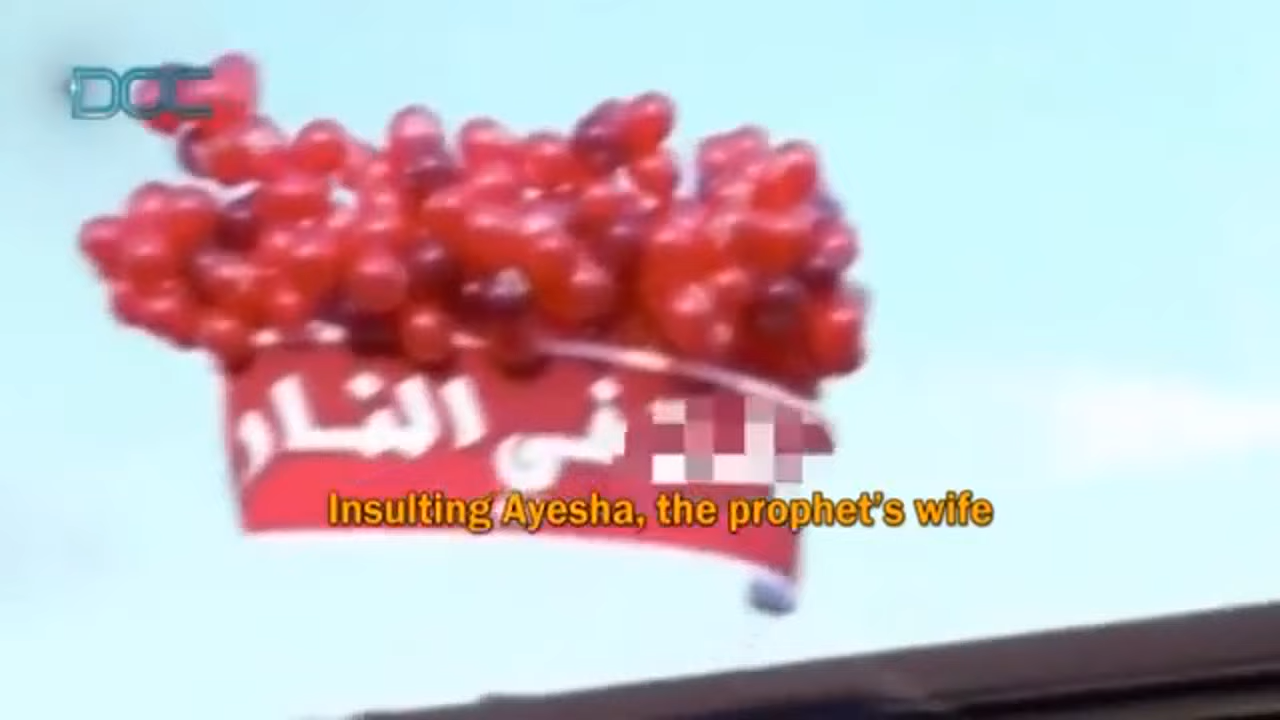 DOC
في النار
Insulting Ayesha, the prophet's wife